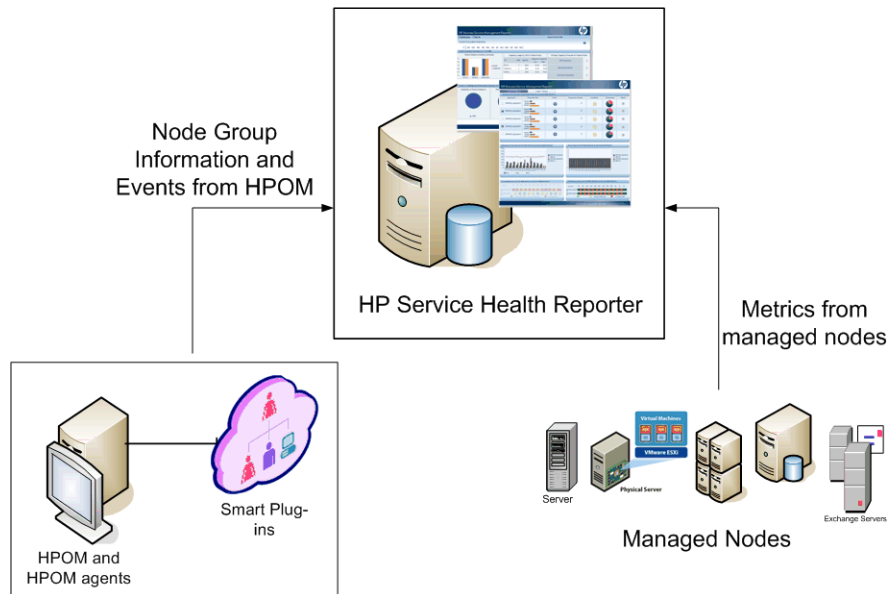 Node Group
Information and
Events from HPOM
HP Service Health Reporter
Metrics from
managed nodes
HPOM and
HPOM agents
Smart Plug-
ins
Server
Virtual Machines
VMware ESXi
Physical Server
Exchange Servers
Managed Nodes